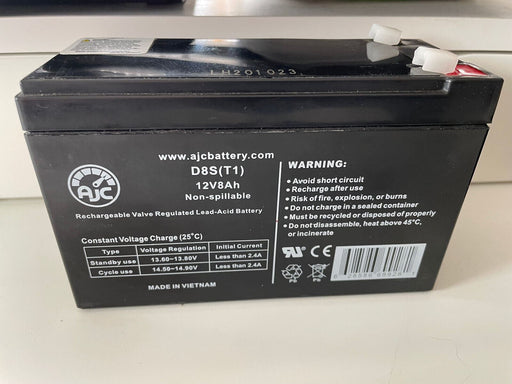 LH201023
www.ajcbattery.com
D8S(T1)
12V8Ah
Non-spillable
AJC
Rechargeable Valve Regulated Lead-Acid Battery
Constant Voltage Charge (25°C)
Type Voltage Regulation Initial Current
Standby use 13.60~13.80V Less than 2.4A
Cycle use 14.50~14.90V Less than 2.4A
MADE IN VIETNAM
WARNING:
• Avoid short circuit
• Recharge after use
• Risk of fire, explosion, or burns
• Do not charge in a sealed container
• Must be recycled or disposed of properly
• Do not disassemble, heat above 45°C,
or incinerate
Pb Pb